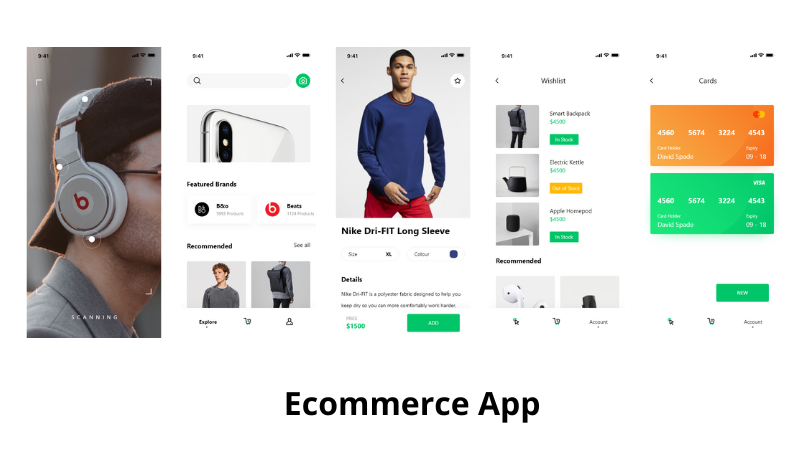 9:41
SCANNING
9:41
Featured Brands
B&o
5693 Products
Beats
1124 Products
Recommended
See all
Explore
9:41
Nike Dri-FIT Long Sleeve
Size XL
Colour
Details
Nike Dri-FIT is a polyester fabric designed to help you
keep dry so you can more comfortably work harder,
PRICE
$1500
ADD
9:41
Wishlist
Smart Backpack
$4500
In Stock
Electric Kettle
$4500
Out of Stock
Apple Homepod
$4500
In Stock
Recommended
Account
9:41
Cards
4560 5674 3224 4543
Card Holder Expiry
David Spade 09 - 18
VISA
4560 5674 3224 4543
Card Holder Expiry
David Spade 09 - 18
NEW
Account
Ecommerce App